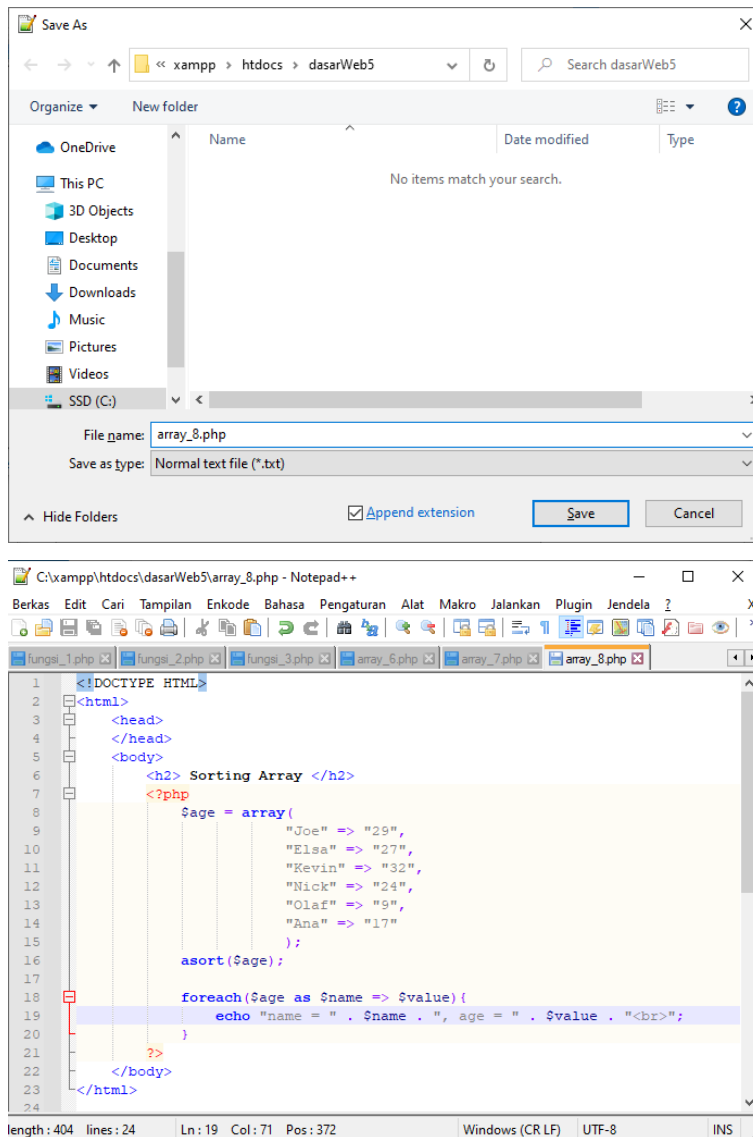 Save As
« xampp › htdocs › dasarWeb5
Search dasarWeb5
Organize
New folder
Name
Date modified
Type
No items match your search.
OneDrive
This PC
3D Objects
Desktop
Documents
Downloads
Music
Pictures
Videos
SSD (C:)
File name: array_8.php
Save as type: Normal text file (*.txt)
Hide Folders
Append extension
Save
Cancel
C:\xampp\htdocs\dasarWeb5\array_8.php - Notepad++
Berkas Edit Cari Tampilan Enkode Bahasa Pengaturan Alat Makro Jalankan Plugin Jendela ? X
fungsi_1.php fungsi_2.php fungsi_3.php array_6.php array_7.php array_8.php
1 <!DOCTYPE HTML>
2 <html>
3 <head>
4 </head>
5 <body>
6 <h2> Sorting Array </h2>
7 <?php
8 $age = array(
9 "Joe" => "29",
10 "Elsa" => "27",
11 "Kevin" => "32",
12 "Nick" => "24",
13 "Olaf" => "9",
14 "Ana" => "17"
15 );
16 asort($age);
17
18 foreach($age as $name => $value){
19 echo "name = " . $name . ", age = " . $value . "<br>";
20 }
21 ?>
22 </body>
23 </html>
24
length : 404 lines : 24 Ln : 19 Col : 71 Pos : 372 Windows (CR LF) UTF-8 INS